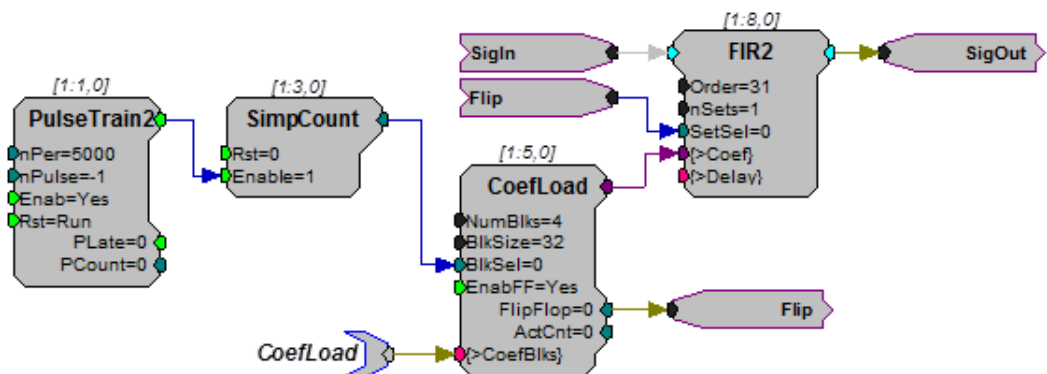 [1:1,0]
PulseTrain2
nPer=5000
nPulse=-1
Enab=Yes
Rst=Run
PLate=0
PCount=0
[1:3,0]
SimpCount
Rst=0
Enable=1
SigIn
Flip
[1:8,0]
FIR2
Order=31
nSets=1
SetSel=0
{>Coef}
{>Delay}
SigOut
[1:5,0]
CoefLoad
NumBlks=4
BlkSize=32
BlkSel=0
EnabFF=Yes
FlipFlop=0
ActCnt=0
{>CoefBlks}
Flip
CoefLoad